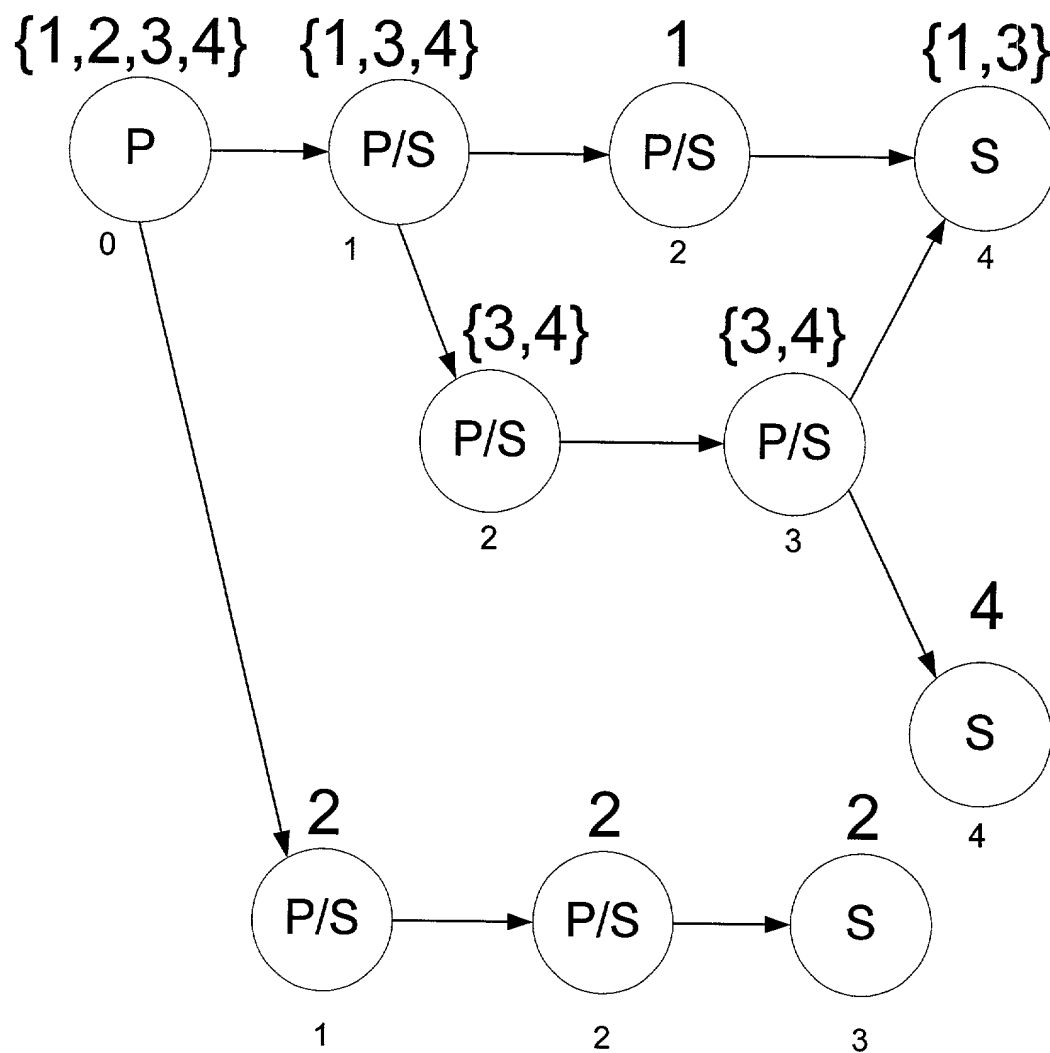 {1,2,3,4} {1,3,4} 1 {1,3}
P P/S P/S S
0 1 2 4
{3,4} {3,4}
P/S P/S
2 3
4
S
4
2 2 2
P/S P/S S
1 2 3